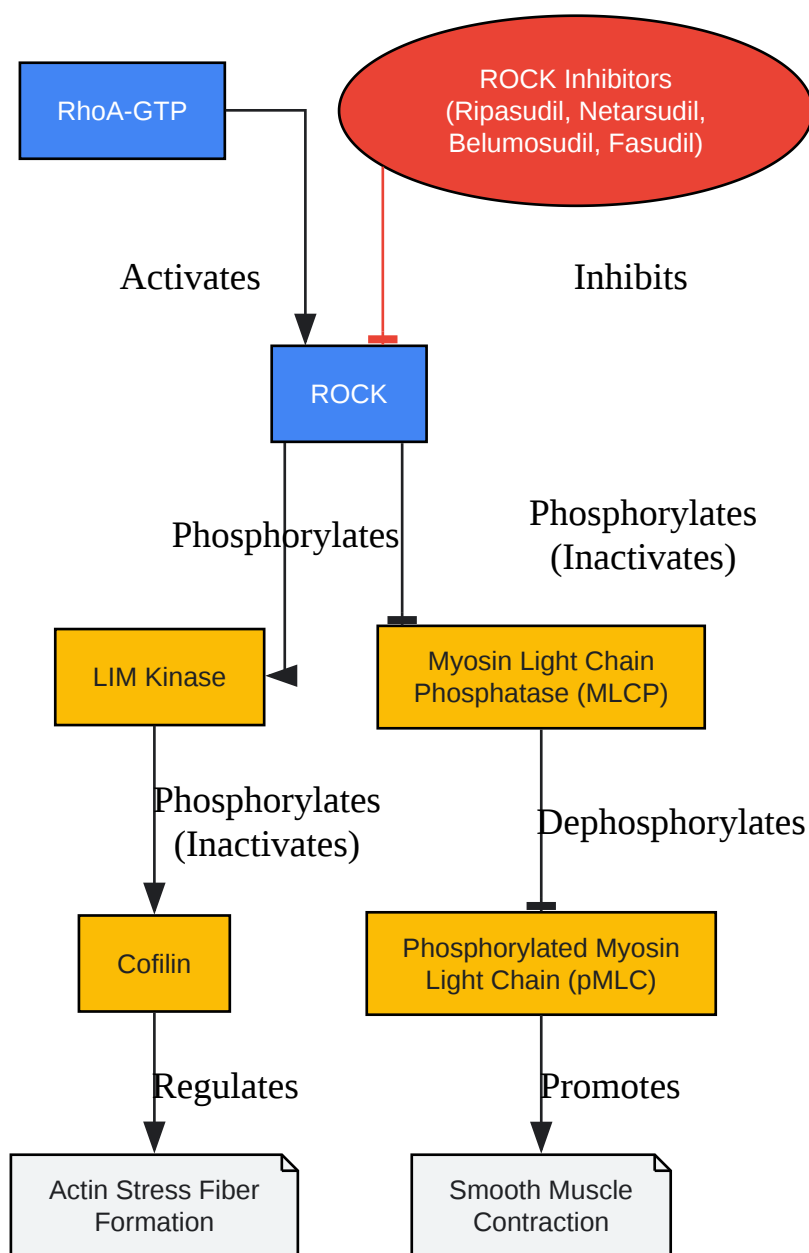 RhoA-GTP
ROCK Inhibitors
(Ripasudil, Netarsudil,
Belumosudil, Fasudil)
Activates
Inhibits
ROCK
Phosphorylates
Phosphorylates
(Inactivates)
LIM Kinase
Myosin Light Chain
Phosphatase (MLCP)
Phosphorylates
(Inactivates)
Dephosphorylates
Cofilin
Phosphorylated Myosin
Light Chain (pMLC)
Regulates
Promotes
Actin Stress Fiber
Formation
Smooth Muscle
Contraction